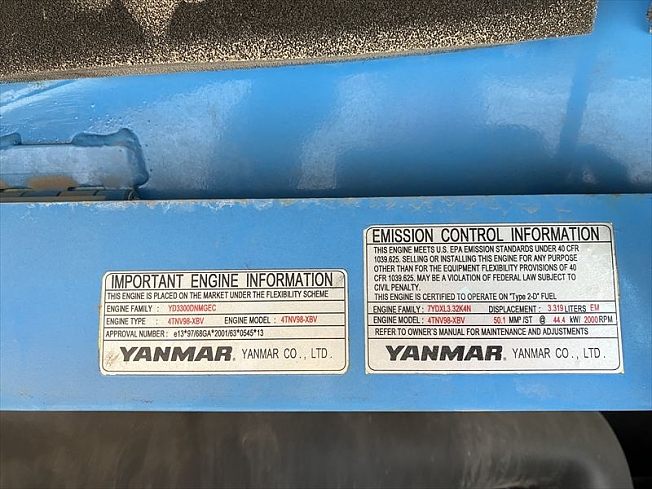 IMPORTANT ENGINE INFORMATION
THIS ENGINE IS PLACED ON THE MARKET UNDER THE FLEXIBILITY SCHEME
ENGINE FAMILY : YD3300DNMGEC
ENGINE TYPE : 4TNV98-XBV ENGINE MODEL : 4TNV98-XBV
APPROVAL NUMBER : e13*97/68GA*2001/63*0545*13
YANMAR YANMAR CO., LTD.
EMISSION CONTROL INFORMATION
THIS ENGINE MEETS U.S. EPA EMISSION STANDARDS UNDER 40 CFR
1039.625. SELLING OR INSTALLING THIS ENGINE FOR ANY PURPOSE
OTHER THAN FOR THE EQUIPMENT FLEXIBILITY PROVISIONS OF 40
CFR 1039.625, MAY BE A VIOLATION OF FEDERAL LAW SUBJECT TO
CIVIL PENALTY.
THIS ENGINE IS CERTIFIED TO OPERATE ON "Type 2-D" FUEL
ENGINE FAMILY : 7YDXL3.32K4N DISPLACEMENT : 3.319 LITERS EM
ENGINE MODEL : 4TNV98-XBV 50.1 MM³/ST @ 44.4 kW/ 2000 RPM
REFER TO OWNER'S MANUAL FOR MAINTENANCE AND ADJUSTMENTS
YANMAR YANMAR CO., LTD.